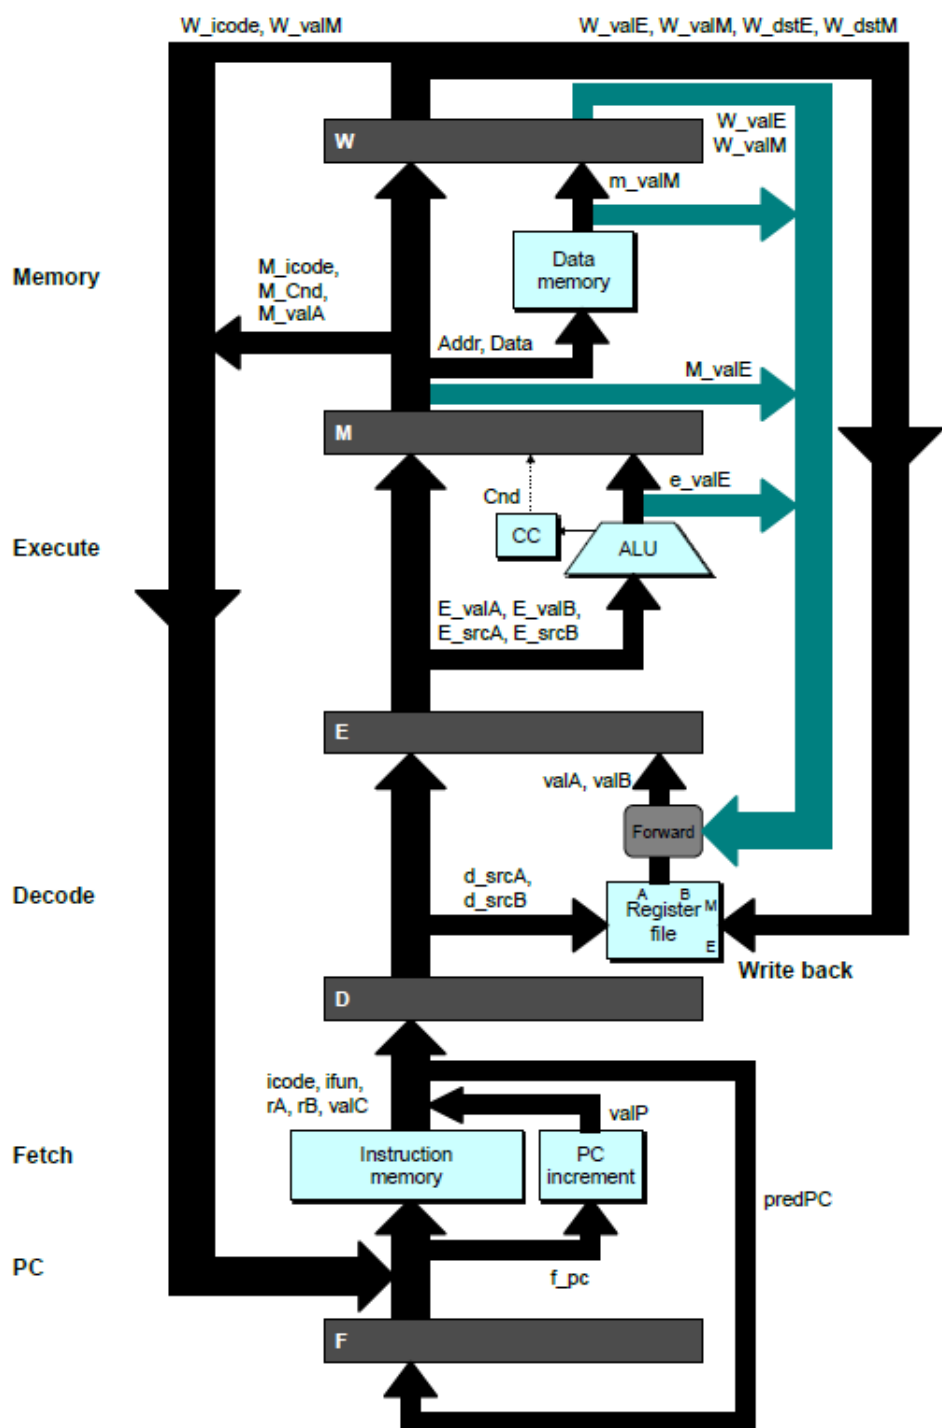 W_icode, W_valM
W_valE, W_valM, W_dstE, W_dstM
W
W_valE
W_valM
m_valM
Data
memory
Memory
M_icode,
M_Cnd,
M_valA
Addr, Data
M_valE
M
e_valE
Cnd
CC
ALU
Execute
E_valA, E_valB,
E_srcA, E_srcB
E
valA, valB
Forward
Decode
d_srcA,
d_srcB
A B
M
Register
file
E
Write back
D
icode, ifun,
rA, rB, valC
valP
Fetch
Instruction
memory
PC
increment
predPC
PC
f_pc
F